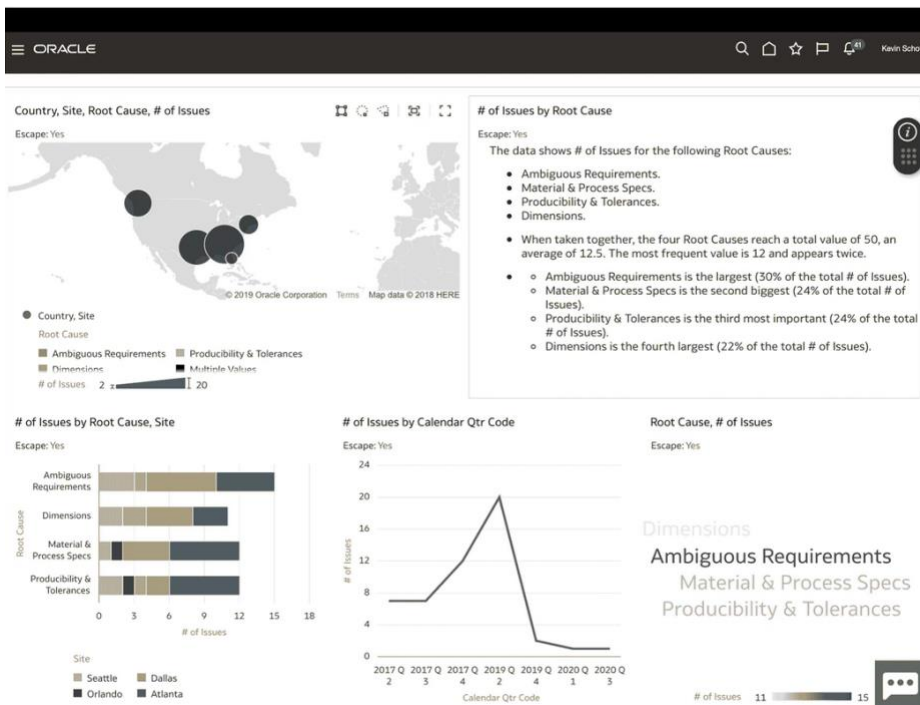 ORACLE
41
Kevin Scho
Country, Site, Root Cause, # of Issues
Escape: Yes
© 2019 Oracle Corporation Terms Map data © 2018 HERE
Country, Site
Root Cause
Ambiguous Requirements Producibility & Tolerances
Dimensions Multiple Values
# of Issues 2 20
# of Issues by Root Cause
Escape: Yes
The data shows # of Issues for the following Root Causes:
• Ambiguous Requirements.
• Material & Process Specs.
• Producibility & Tolerances.
• Dimensions.
• When taken together, the four Root Causes reach a total value of 50, an
average of 12.5. The most frequent value is 12 and appears twice.
Ambiguous Requirements is the largest (30% of the total # of Issues).
Material & Process Specs is the second biggest (24% of the total # of
Issues).
Producibility & Tolerances is the third most important (24% of the total
# of Issues).
Dimensions is the fourth largest (22% of the total # of Issues).
# of Issues by Root Cause, Site
Escape: Yes
Root Cause
Ambiguous
Requirements
Dimensions
Material &
Process Specs
Producibility &
Tolerances
0 3 6 9 12 15 18
# of Issues
Site
Seattle Dallas
Orlando Atlanta
# of Issues by Calendar Qtr Code
Escape: Yes
# of Issues
24
20
16
12
8
4
0
2017 Q 2017 Q 2017 Q 2019 Q 2019 Q 2020 Q 2020 Q
2 3 4 2 4 1 3
Calendar Qtr Code
Root Cause, # of Issues
Escape: Yes
Dimensions
Ambiguous Requirements
Material & Process Specs
Producibility & Tolerances
# of Issues 11 15